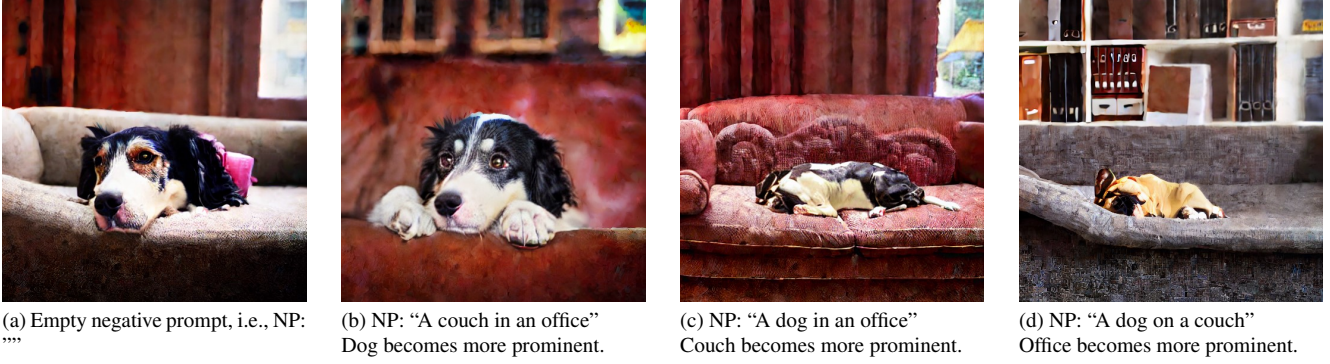 (a) Empty negative prompt, i.e., NP:
””
(b) NP: “A couch in an office”
Dog becomes more prominent.
(c) NP: “A dog in an office”
Couch becomes more prominent.
(d) NP: “A dog on a couch”
Office becomes more prominent.